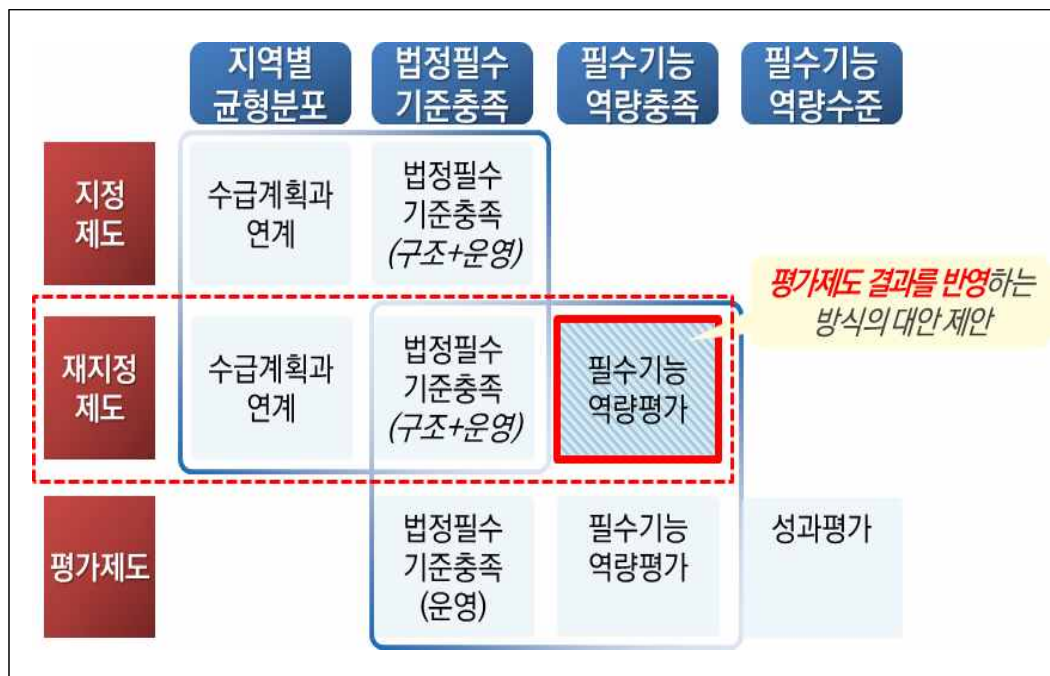 지역별
균형분포
법정필수
기준충족
필수기능
역량충족
필수기능
역량수준
지정
제도
수급계획과
연계
법정필수
기준충족
(구조+운영)
평가제도 결과를 반영하는
방식의 대안 제안
재지정
제도
수급계획과
연계
법정필수
기준충족
(구조+운영)
필수기능
역량평가
평가제도
법정필수
기준충족
(운영)
필수기능
역량평가
성과평가